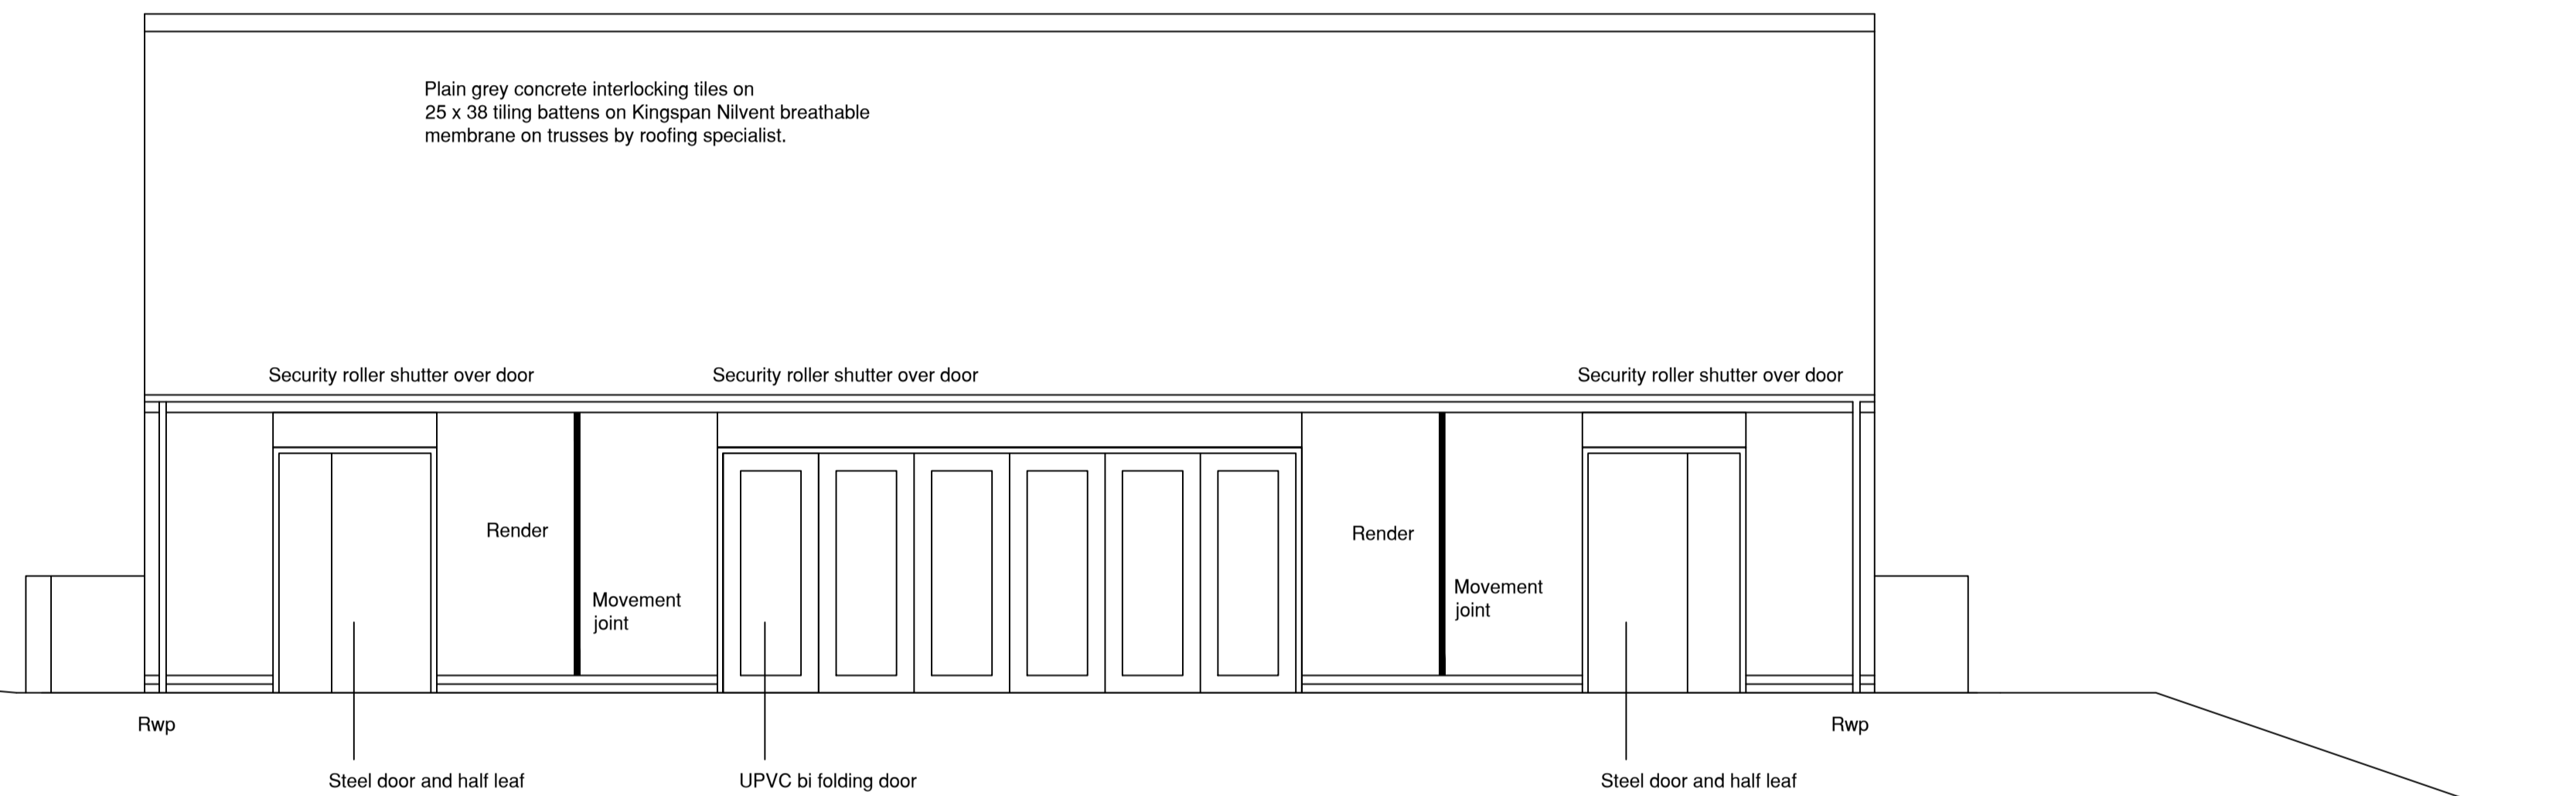 Plain grey concrete interlocking tiles on
25 x 38 tiling battens on Kingspan Nilvent breathable
membrane on trusses by roofing specialist.
Security roller shutter over door
Security roller shutter over door
Security roller shutter over door
Render
Movement
joint
Render
Movement
joint
Rwp
Rwp
Steel door and half leaf
UPVC bi folding door
Steel door and half leaf